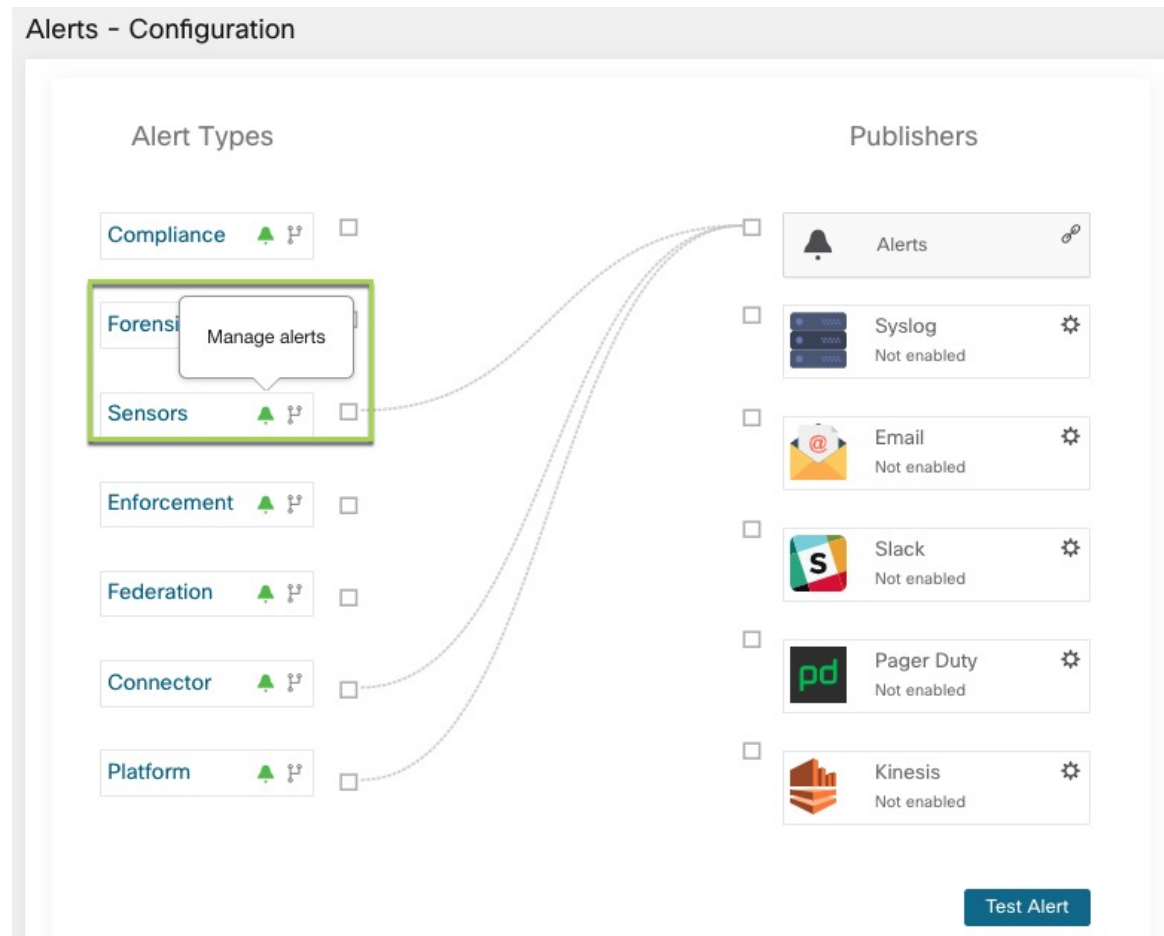 Alerts - Configuration
Alert Types
Publishers
Compliance
Alerts
Forensi
Manage alerts
Syslog
Not enabled
Sensors
@
Email
Not enabled
Enforcement
S
Slack
Not enabled
Federation
Connector
pd
Pager Duty
Not enabled
Platform
Kinesis
Not enabled
Test Alert